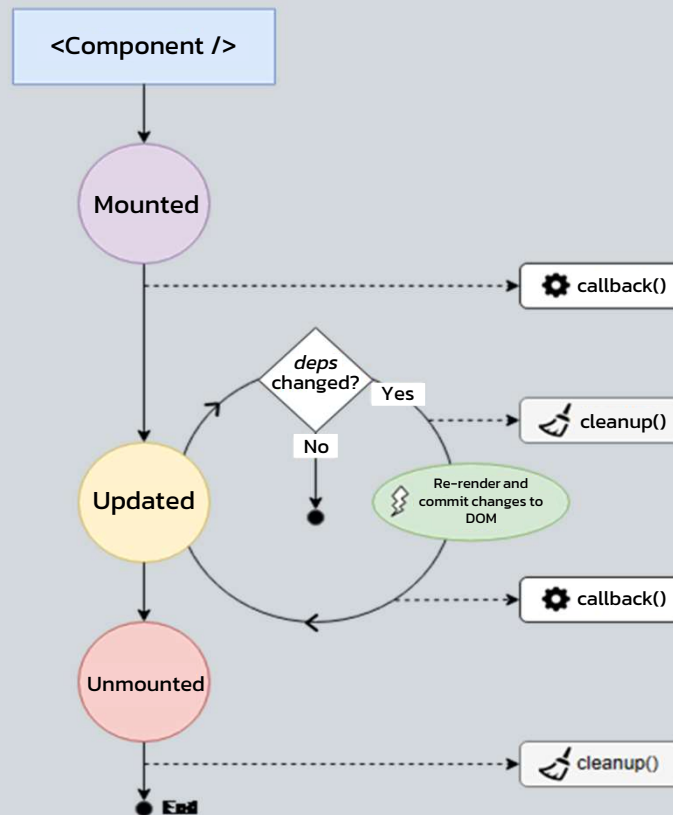 <Component />
Mounted
callback()
deps
changed?
Yes
cleanup()
No
Updated
Re-render and
commit changes to
DOM
callback()
Unmounted
cleanup()
End